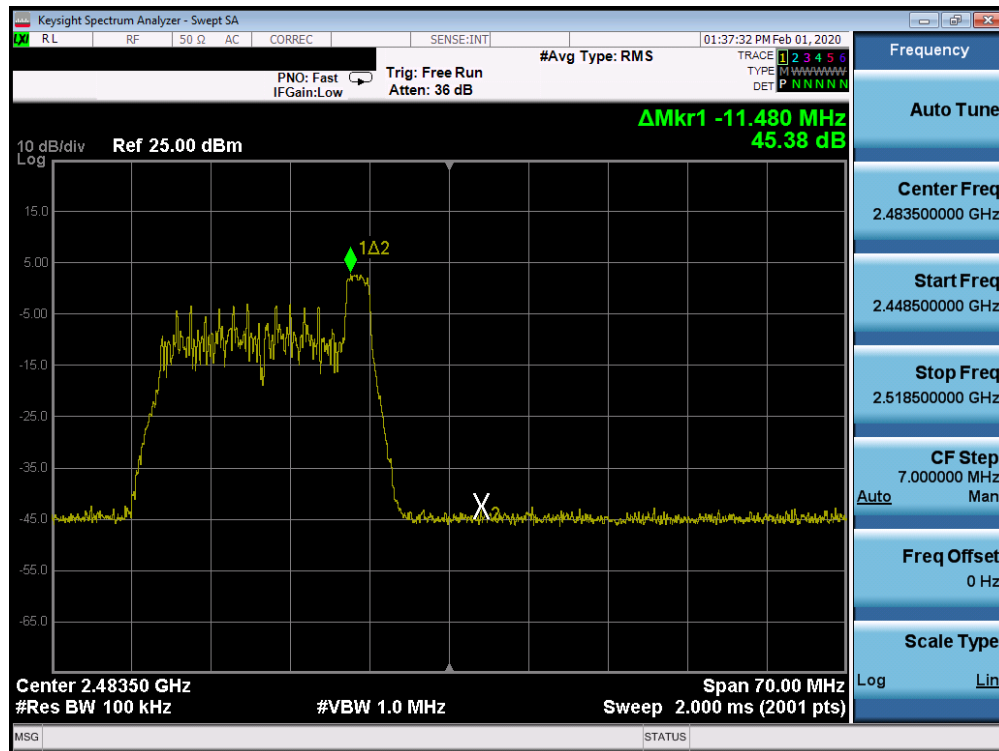 Keysight Spectrum Analyzer - Swept SA
LXI RL RF 50 Ω AC CORREC SENSE:INT 01:37:32 PM Feb 01, 2020
#Avg Type: RMS TRACE 1 2 3 4 5 6
PNO: Fast Trig: Free Run TYPE M WWWWW
IFGain:Low Atten: 36 dB DET P N N N N N
ΔMkr1 -11.480 MHz
45.38 dB
10 dB/div Ref 25.00 dBm
Log
15.0
1Δ2
5.00
-5.00
-15.0
-25.0
-35.0
2
-45.0
-55.0
-65.0
Center 2.48350 GHz Span 70.00 MHz
#Res BW 100 kHz #VBW 1.0 MHz Sweep 2.000 ms (2001 pts)
MSG STATUS
Frequency
Auto Tune
Center Freq
2.483500000 GHz
Start Freq
2.448500000 GHz
Stop Freq
2.518500000 GHz
CF Step
7.000000 MHz
Auto Man
Freq Offset
0 Hz
Scale Type
Log Lin